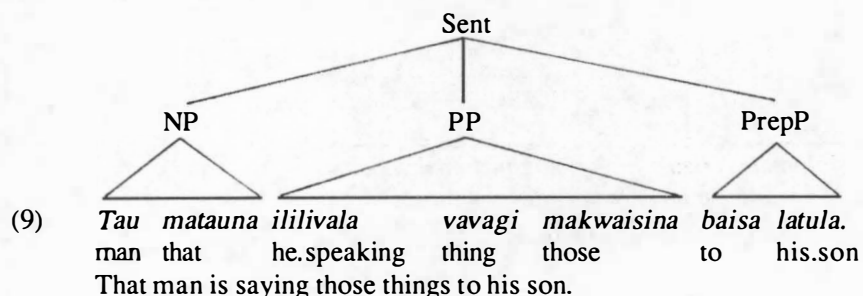 Sent
NP PP PrepP
(9) Tau matauna ililivala vavagi makwaisina baisa latula.
man that he.speaking thing those to his.son
That man is saying those things to his son.